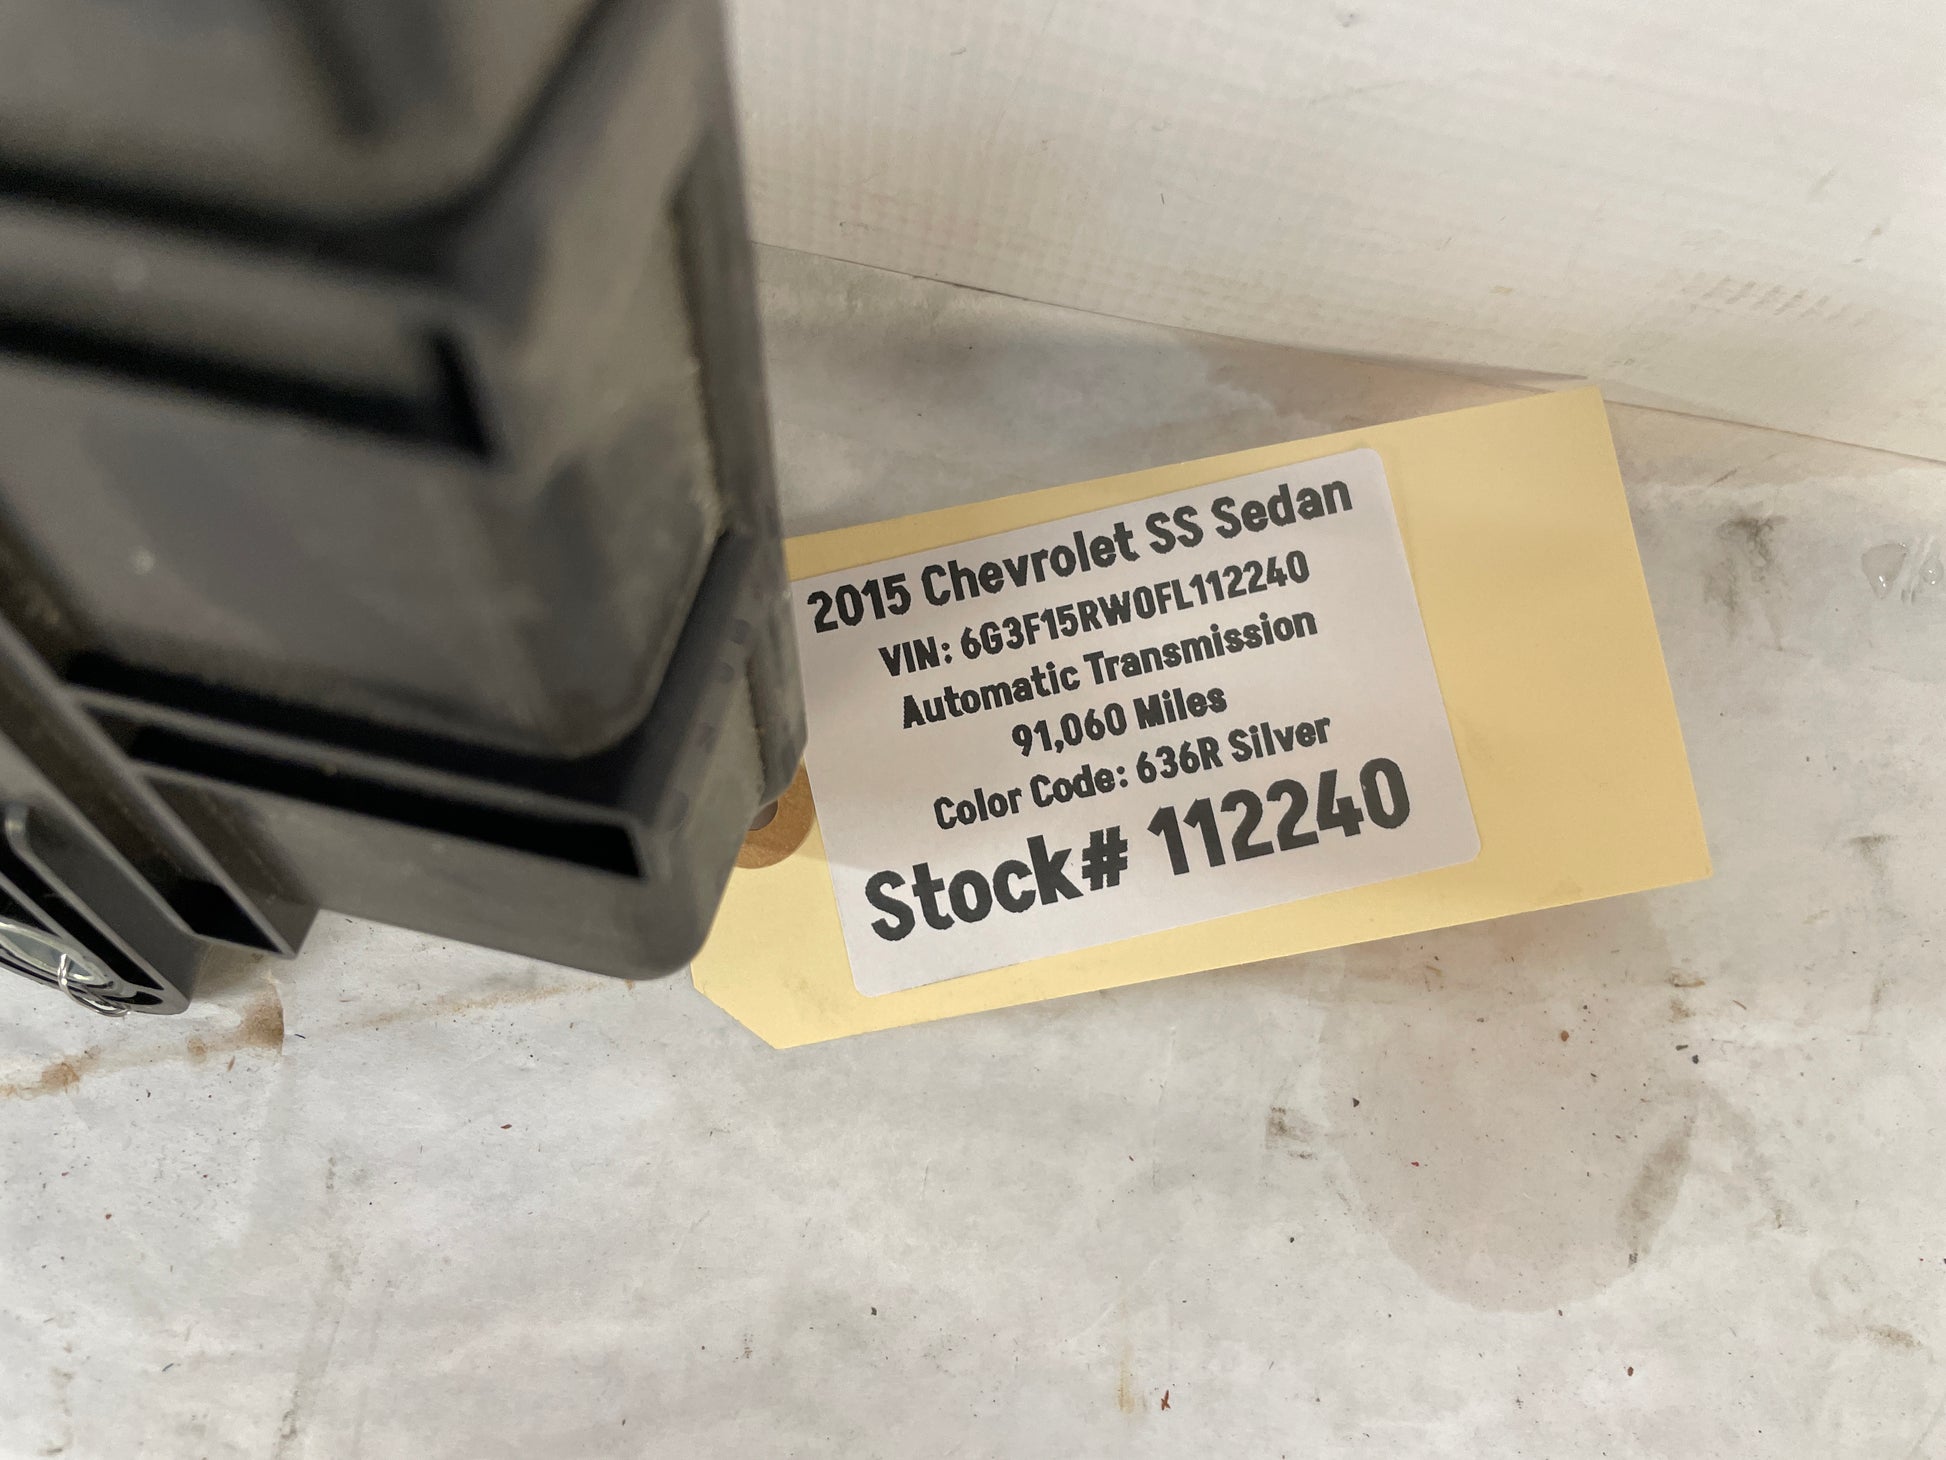 2015 Chevrolet SS Sedan
VIN: 6G3F15RW0FL112240
Automatic Transmission
91,060 Miles
Color Code: 636R Silver
Stock# 112240